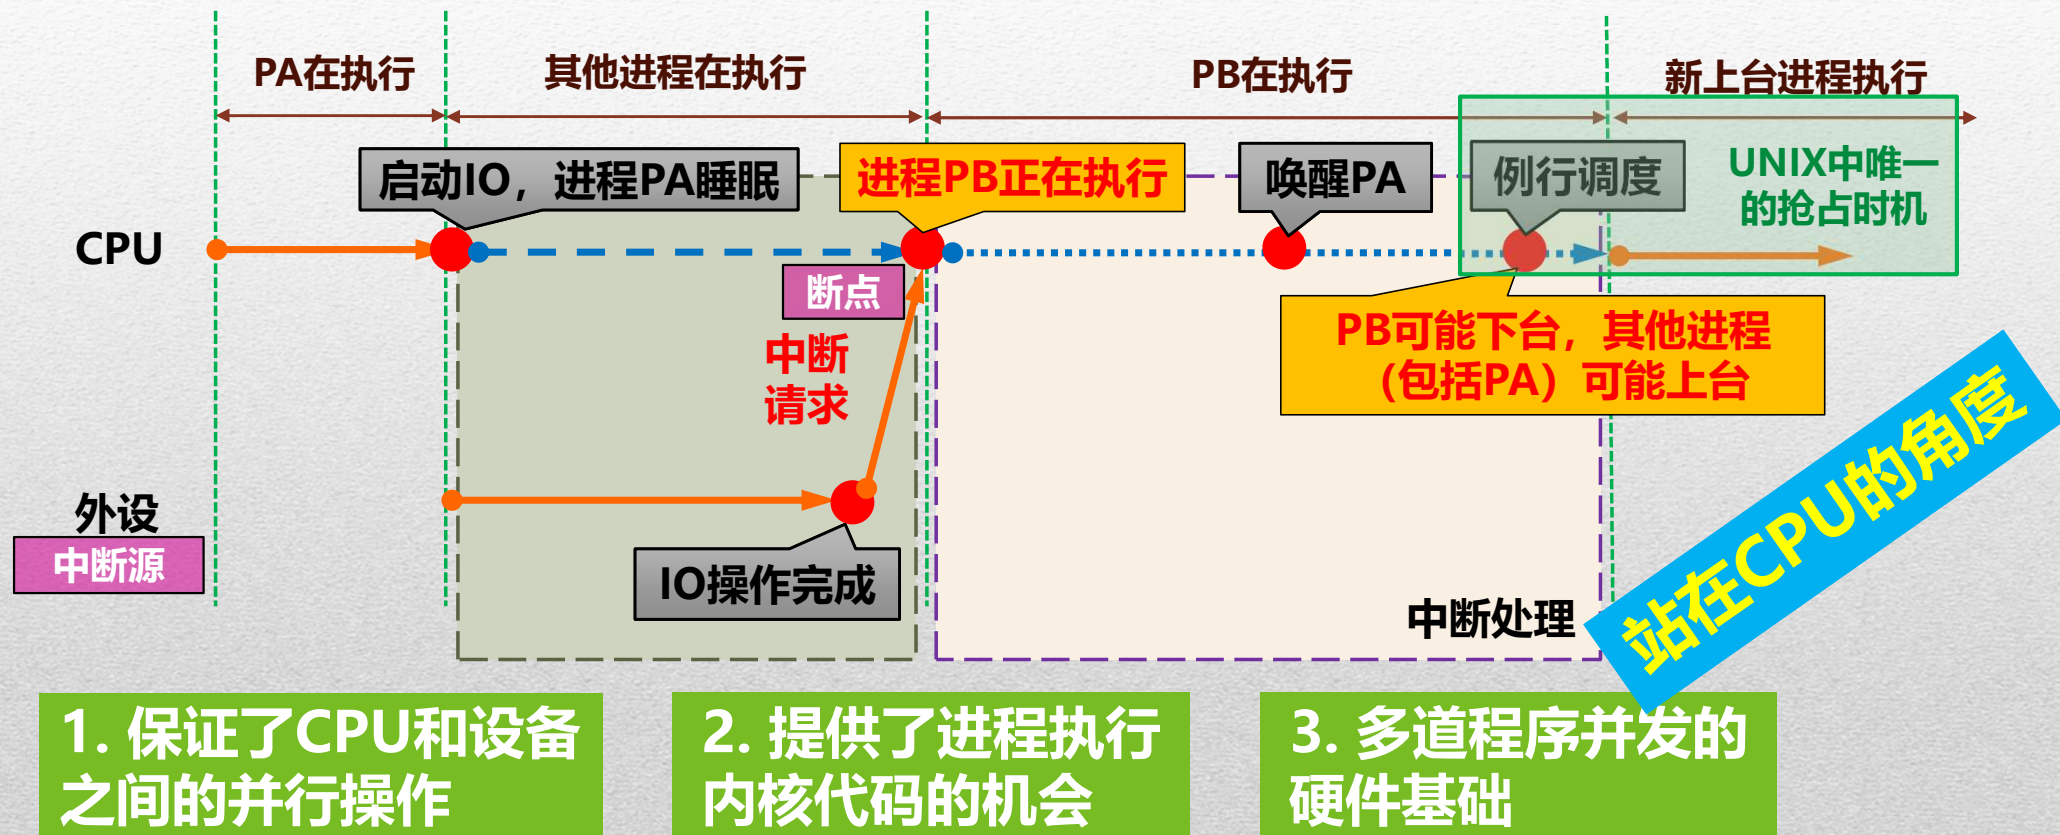 PA在执行
其他进程在执行
PB在执行
新上台进程执行
启动IO，进程PA睡眠
进程PB正在执行
唤醒PA
例行调度
UNIX中唯一
的抢占时机
CPU
断点
中断
请求
PB可能下台，其他进程
（包括PA）可能上台
外设
中断源
IO操作完成
中断处理
站在CPU的角度
1. 保证了CPU和设备
之间的并行操作
2. 提供了进程执行
内核代码的机会
3. 多道程序并发的
硬件基础